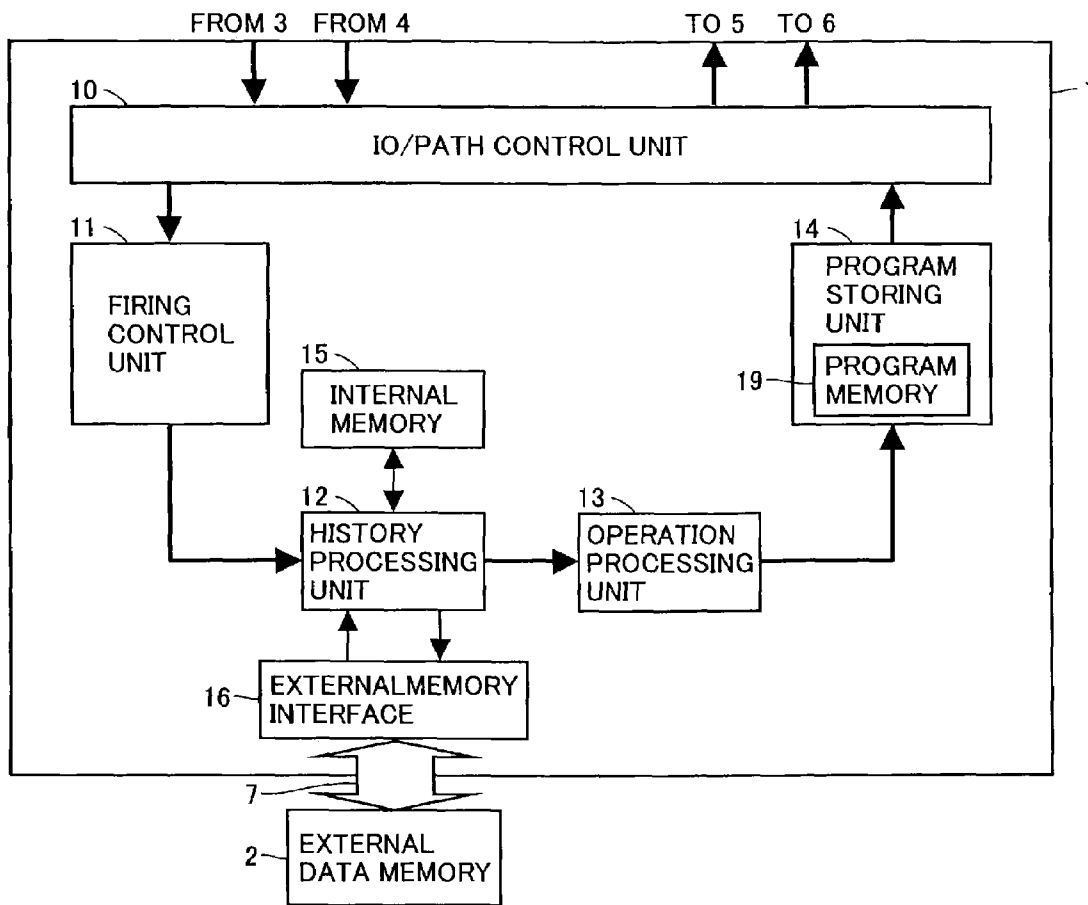 FROM 3 FROM 4 TO 5 TO 6
10
IO/PATH CONTROL UNIT
11
FIRING
CONTROL
UNIT
14
PROGRAM
STORING
UNIT
19
PROGRAM
MEMORY
15
INTERNAL
MEMORY
12
HISTORY
PROCESSING
UNIT
13
OPERATION
PROCESSING
UNIT
16
EXTERNALMEMORY
INTERFACE
7
2
EXTERNAL
DATA MEMORY